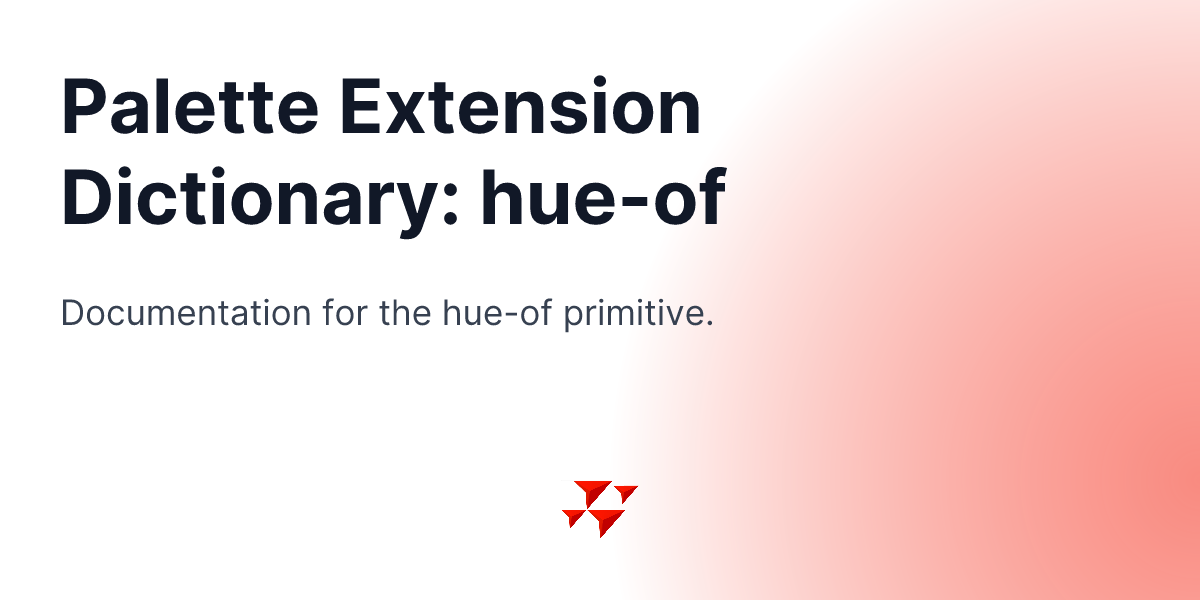 Palette Extension
Dictionary: hue-of
Documentation for the hue-of primitive.